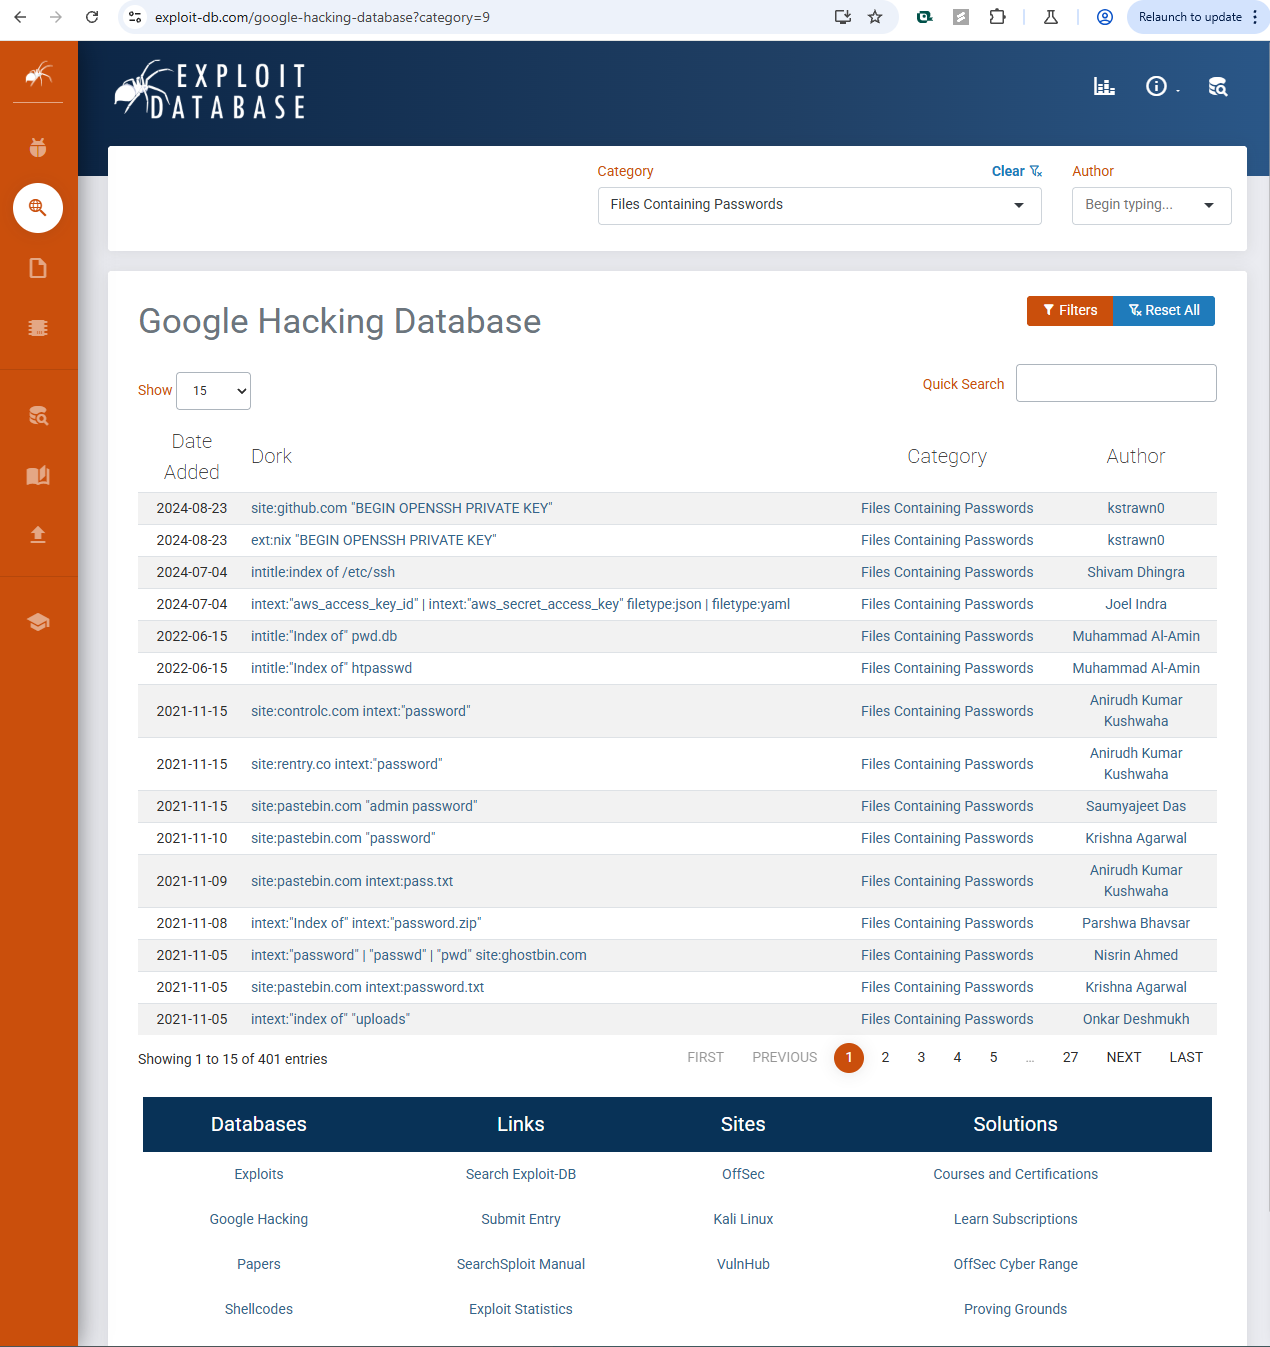 exploit-db.com/google-hacking-database?category=9
Relaunch to update
EXPLOIT
DATABASE
Category
Clear
Author
Files Containing Passwords
Begin typing...
Google Hacking Database
Filters
Reset All
Show 15
Quick Search
Date Added Dork Category Author
2024-08-23 site:github.com "BEGIN OPENSSH PRIVATE KEY" Files Containing Passwords kstrawn0
2024-08-23 ext:nix "BEGIN OPENSSH PRIVATE KEY" Files Containing Passwords kstrawn0
2024-07-04 intitle:index of /etc/ssh Files Containing Passwords Shivam Dhingra
2024-07-04 intext:"aws_access_key_id" | intext:"aws_secret_access_key" filetype:json | filetype:yaml Files Containing Passwords Joel Indra
2022-06-15 intitle:"Index of" pwd.db Files Containing Passwords Muhammad Al-Amin
2022-06-15 intitle:"Index of" htpasswd Files Containing Passwords Muhammad Al-Amin
2021-11-15 site:controlc.com intext:"password" Files Containing Passwords Anirudh Kumar Kushwaha
2021-11-15 site:rentry.co intext:"password" Files Containing Passwords Anirudh Kumar Kushwaha
2021-11-15 site:pastebin.com "admin password" Files Containing Passwords Saumyajeet Das
2021-11-10 site:pastebin.com "password" Files Containing Passwords Krishna Agarwal
2021-11-09 site:pastebin.com intext:pass.txt Files Containing Passwords Anirudh Kumar Kushwaha
2021-11-08 intext:"Index of" intext:"password.zip" Files Containing Passwords Parshwa Bhavsar
2021-11-05 intext:"password" | "passwd" | "pwd" site:ghostbin.com Files Containing Passwords Nisrin Ahmed
2021-11-05 site:pastebin.com intext:password.txt Files Containing Passwords Krishna Agarwal
2021-11-05 intext:"index of" "uploads" Files Containing Passwords Onkar Deshmukh
Showing 1 to 15 of 401 entries
FIRST PREVIOUS 1 2 3 4 5 … 27 NEXT LAST
Databases Links Sites Solutions
Exploits Search Exploit-DB OffSec Courses and Certifications
Google Hacking Submit Entry Kali Linux Learn Subscriptions
Papers SearchSploit Manual VulnHub OffSec Cyber Range
Shellcodes Exploit Statistics Proving Grounds